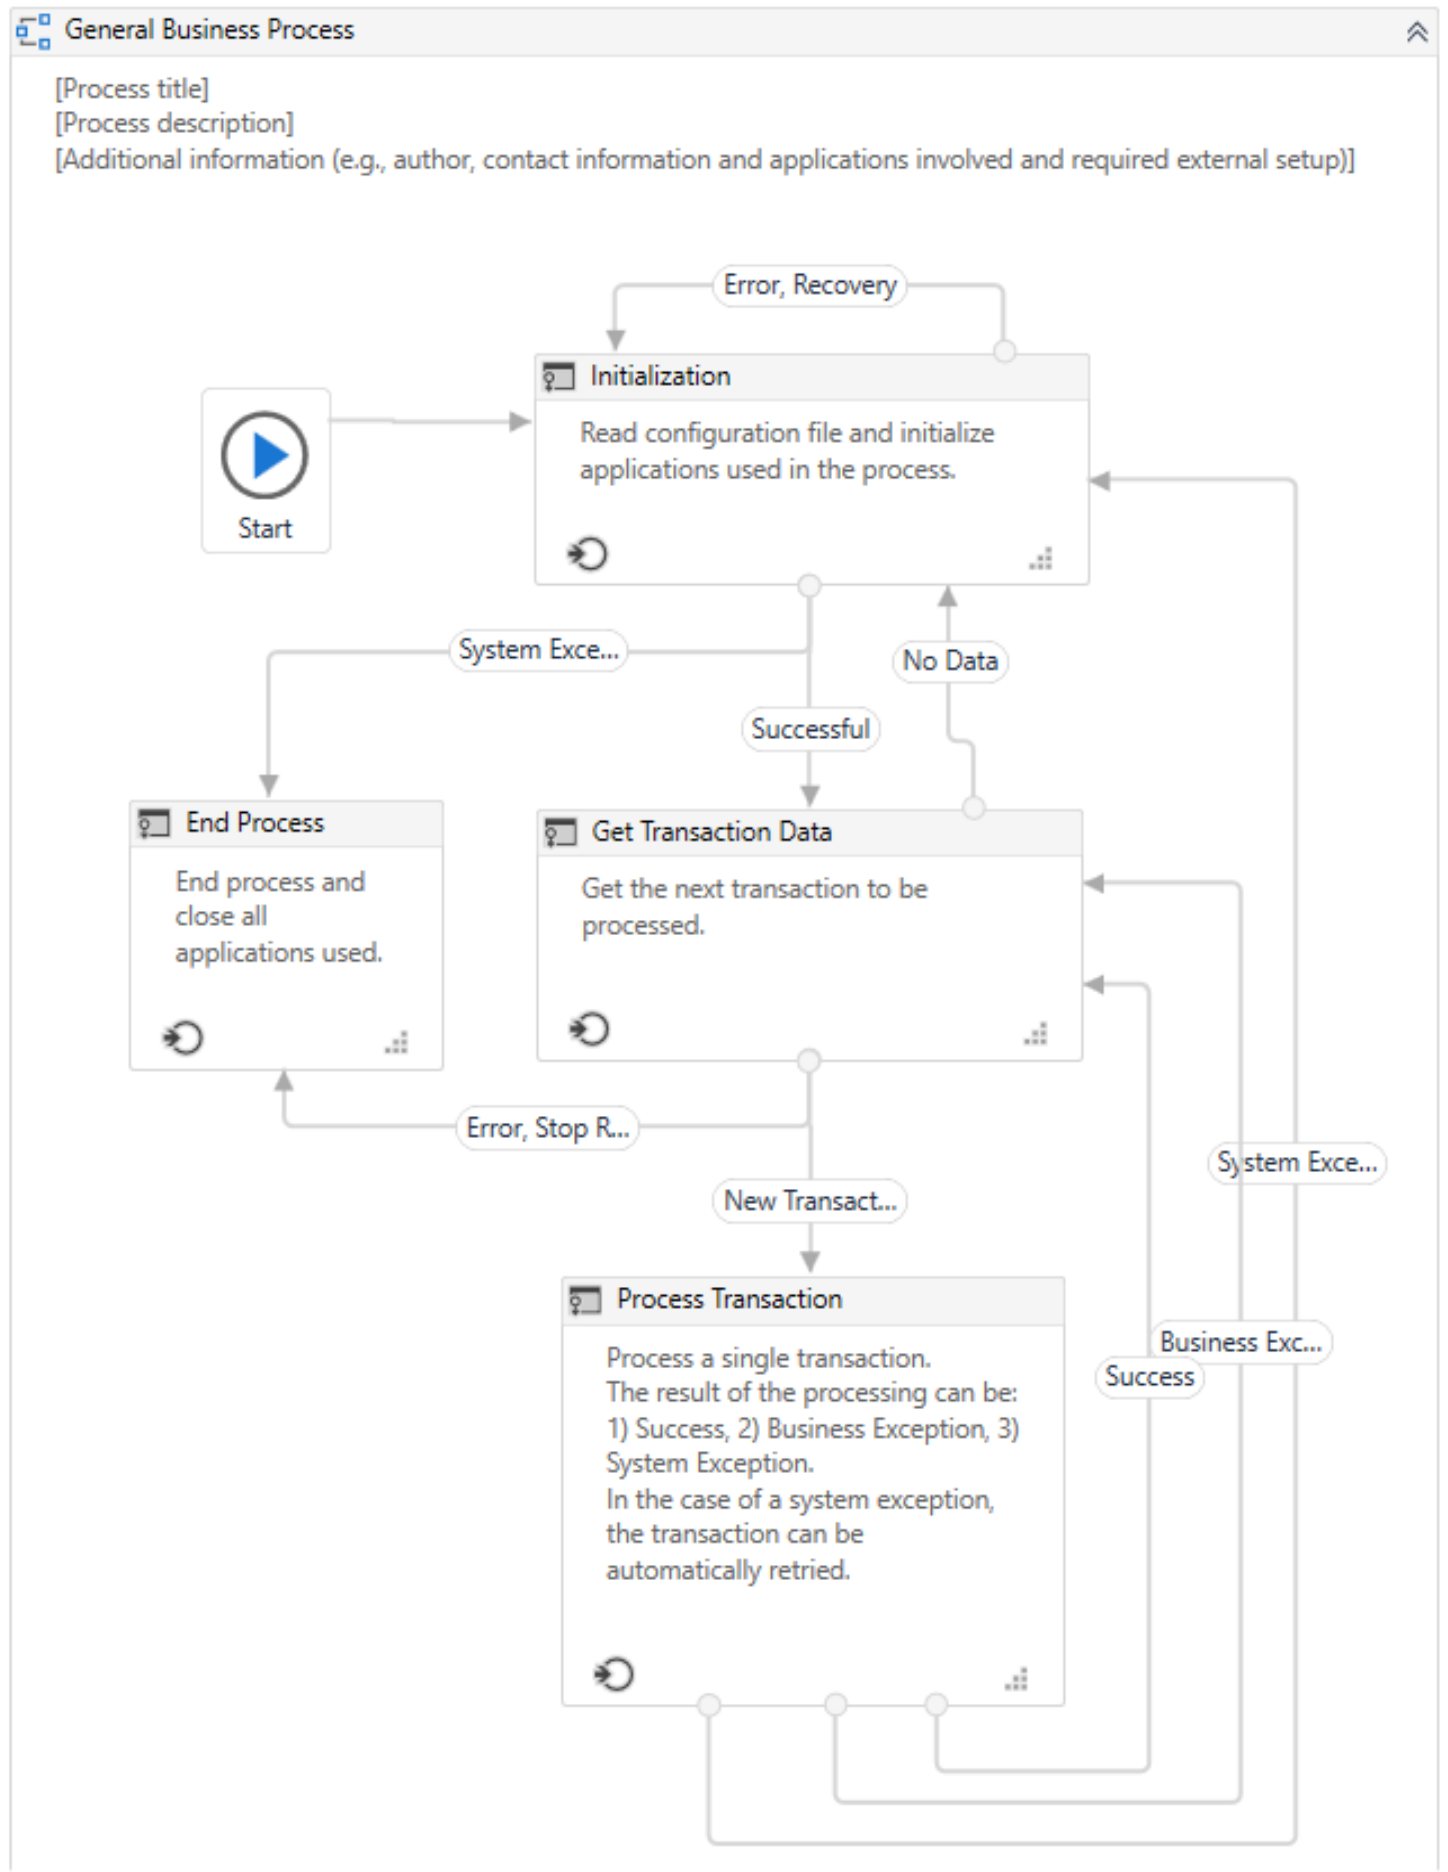 General Business Process
[Process title]
[Process description]
[Additional information (e.g., author, contact information and applications involved and required external setup)]
Error, Recovery
Initialization
Read configuration file and initialize
applications used in the process.
Start
System Exce...
No Data
Successful
End Process
End process and
close all
applications used.
Get Transaction Data
Get the next transaction to be
processed.
Error, Stop R...
System Exce...
New Transact...
Process Transaction
Process a single transaction.
The result of the processing can be:
1) Success, 2) Business Exception, 3)
System Exception.
In the case of a system exception,
the transaction can be
automatically retried.
Business Exc...
Success